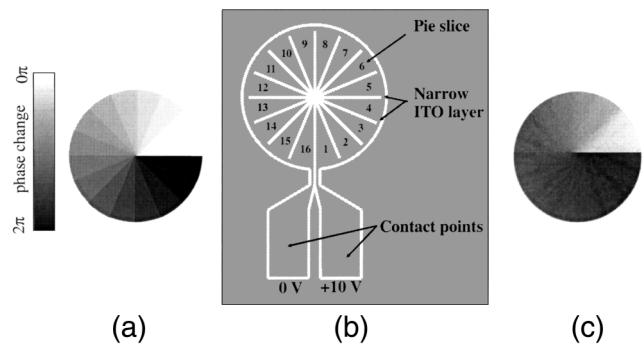 0π
phase change
2π
Pie slice
9 8
10 7
11 6
12 5
13 4
14 3
15 2
16 1
Narrow
ITO layer
Contact points
0 V +10 V
(a) (b) (c)